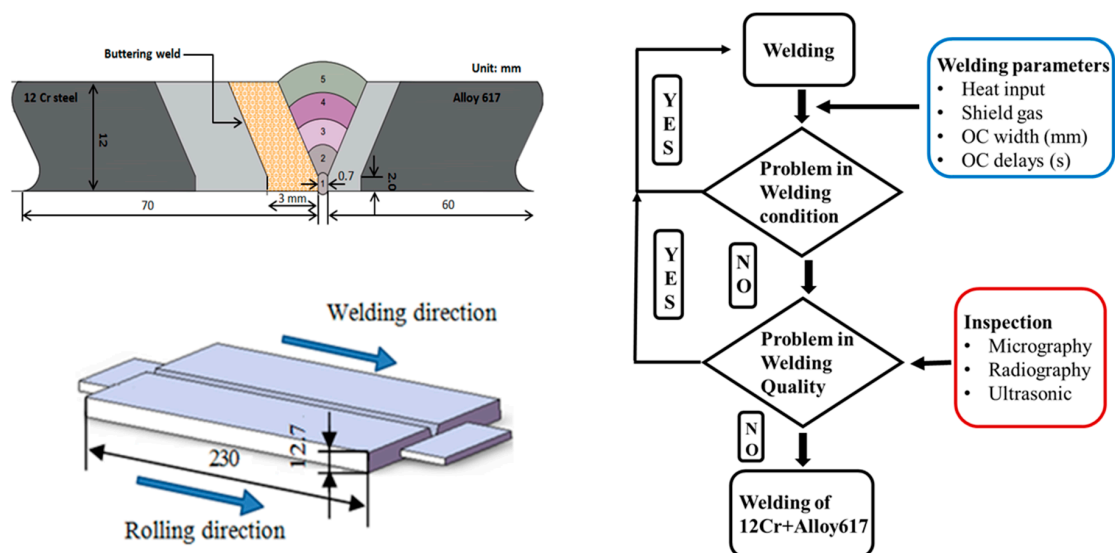 Buttering weld
Unit: mm
12 Cr steel
Alloy 617
12
5
4
3
2
1
0.7
2.0
3 mm
70
60
Welding direction
230
12.7
Rolling direction
Welding
YES
Welding parameters
• Heat input
• Shield gas
• OC width (mm)
• OC delays (s)
Problem in
Welding
condition
YES
NO
Problem in
Welding
Quality
Inspection
• Micrography
• Radiography
• Ultrasonic
NO
Welding of
12Cr+Alloy617